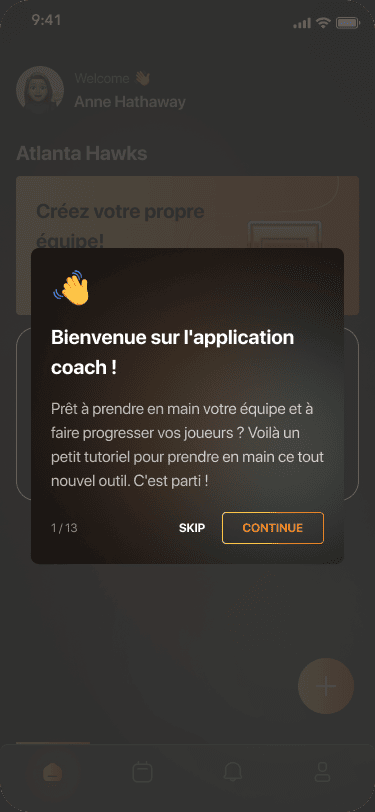 9:41
Welcome 👋
Anne Hathaway
Atlanta Hawks
Créez votre propre
équipe!
Bienvenue sur l'application
coach !
Prêt à prendre en main votre équipe et à
faire progresser vos joueurs ? Voilà un
petit tutoriel pour prendre en main ce tout
nouvel outil. C'est parti !
1 / 13
SKIP
CONTINUE